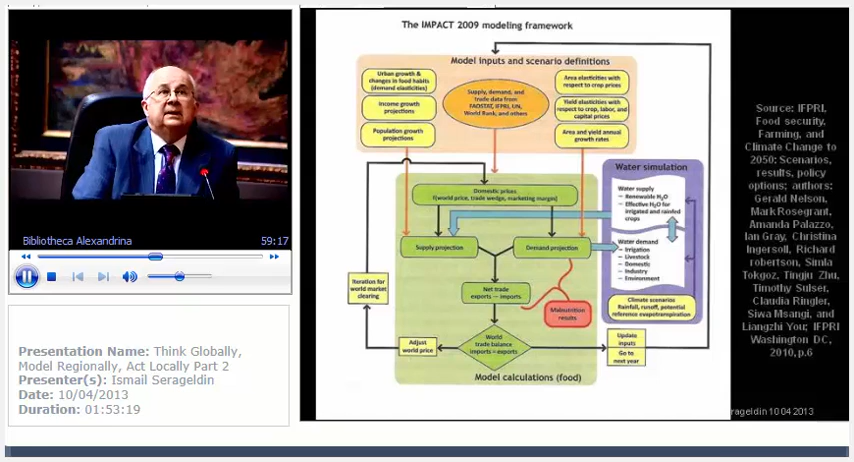 Bibliotheca Alexandrina
59:17
Presentation Name: Think Globally,
Model Regionally, Act Locally Part 2
Presenter(s): Ismail Serageldin
Date: 10/04/2013
Duration: 01:53:19
The IMPACT 2009 modeling framework
Model inputs and scenario definitions
Urban growth &
changes in food habits
(demand elasticities)
Income growth
projections
Population growth
projections
Supply, demand, and
trade data from
FAOSTAT, IFPRI, UN,
World Bank, and others
Area elasticities with
respect to crop prices
Yield elasticities with
respect to crop, labor, and
capital prices
Area and yield annual
growth rates
Domestic prices
f(world price, trade wedge, marketing margin)
Supply projection
Demand projection
Net trade
exports — imports
Malnutrition
results
World
trade balance
imports = exports
Iteration for
world market
clearing
Adjust
world price
Update
inputs
Go to
next year
Model calculations (food)
Water simulation
Water supply
— Renewable H₂O
— Effective H₂O for
irrigated and rainfed
crops
Water demand
— Irrigation
— Livestock
— Domestic
— Industry
— Environment
Climate scenarios
Rainfall, runoff, potential
reference evapotranspiration
Source: IFPRI,
Food security,
Farming, and
Climate Change to
2050: Scenarios,
results, policy
options; authors:
Gerald Nelson,
Mark Rosegrant,
Amanda Palazzo,
Ian Gray, Christina
Ingersoll, Richard
robertson, Simla
Tokgoz, Tingju Zhu,
Timothy Sulser,
Claudia Ringler,
Siwa Msangi, and
Liangzhi You; IFPRI
Washington DC,
2010,p.6
rageldin 10 04 2013